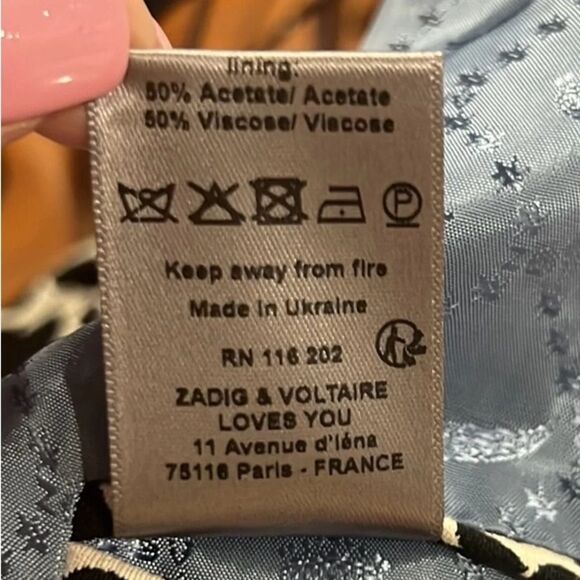 lining:
50% Acetate/ Acetate
50% Viscose/ Viscose
P
Keep away from fire
Made in Ukraine
RN 116 202
ZADIG & VOLTAIRE
LOVES YOU
11 Avenue d'Iéna
75116 Paris - FRANCE